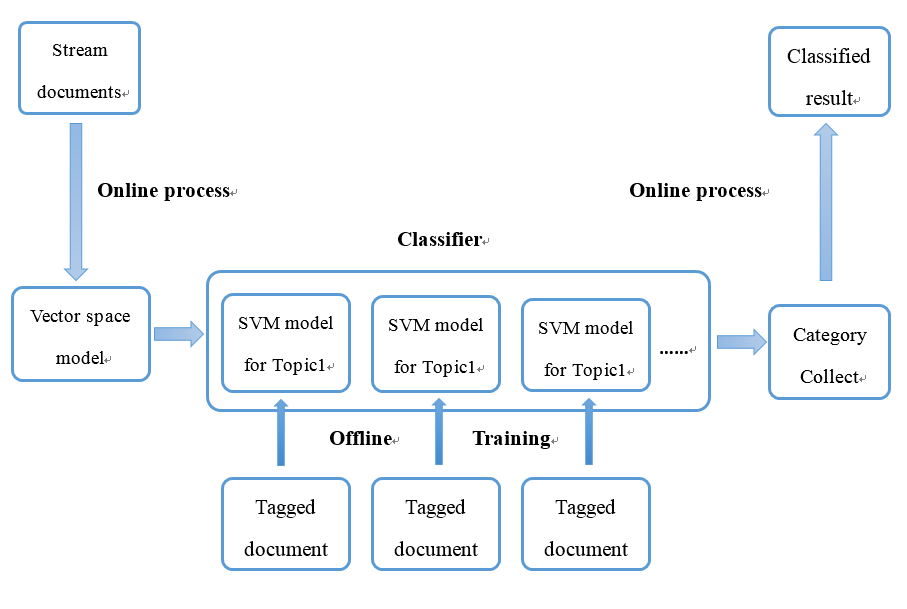 Stream
documents
Classified
result
Online process
Online process
Classifier
Vector space
model
SVM model
for Topic1
SVM model
for Topic1
SVM model
for Topic1
......
Category
Collect
Offline
Training
Tagged
document
Tagged
document
Tagged
document